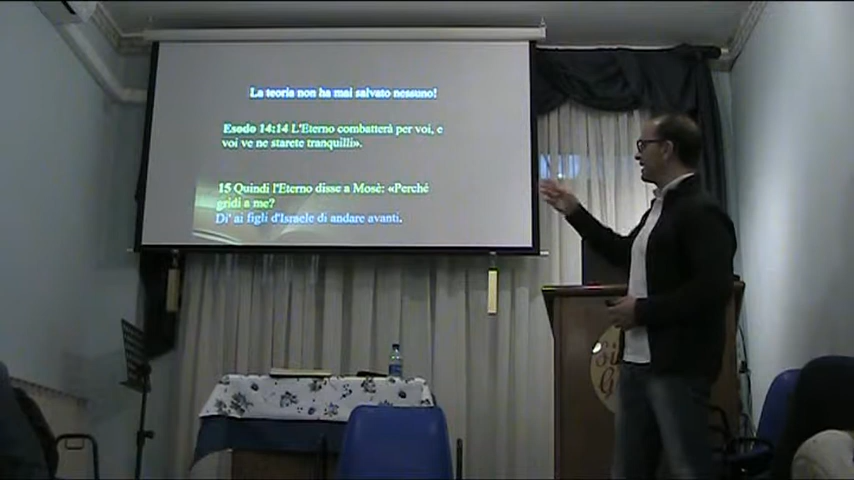 La teoria non ha mai salvato nessuno!
Esodo 14:14 L'Eterno combatterà per voi, e
voi ve ne starete tranquilli».
15 Quindi l'Eterno disse a Mosè: «Perché
gridi a me?
Di' ai figli d'Israele di andare avanti.